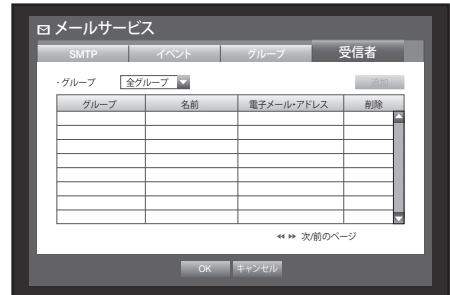 メールサービス
SMTP イベント グループ 受信者
・グループ 全グループ 追加
グループ 名前 電子メール・アドレス 削除
次/前のページ
OK キャンセル